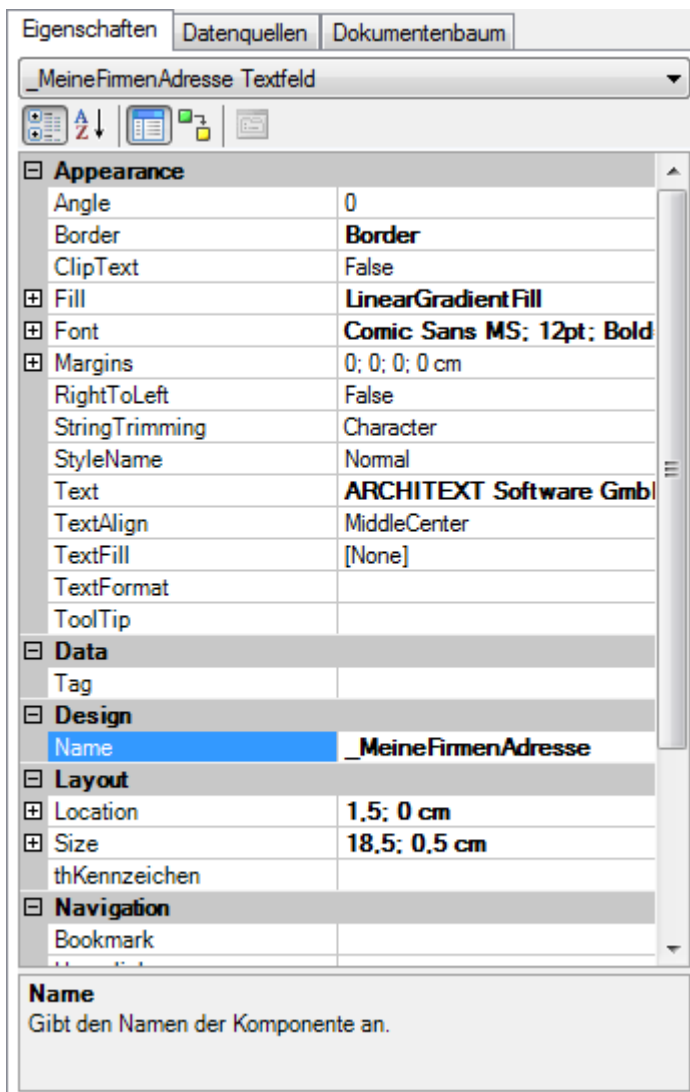 Eigenschaften Datenquellen Dokumentenbaum
_MeineFirmenAdresse Textfeld
Appearance
Angle 0
Border Border
ClipText False
Fill LinearGradientFill
Font Comic Sans MS; 12pt; Bold
Margins 0; 0; 0; 0 cm
RightToLeft False
StringTrimming Character
StyleName Normal
Text ARCHITEXT Software
TextAlign MiddleCenter
TextFill [None]
TextFormat
ToolTip
Data
Tag
Design
Name _MeineFirmenAdresse
Layout
Location 1,5; 0 cm
Size 18,5; 0,5 cm
thKennzeichen
Navigation
Bookmark
Name
Gibt den Namen der Komponente an.